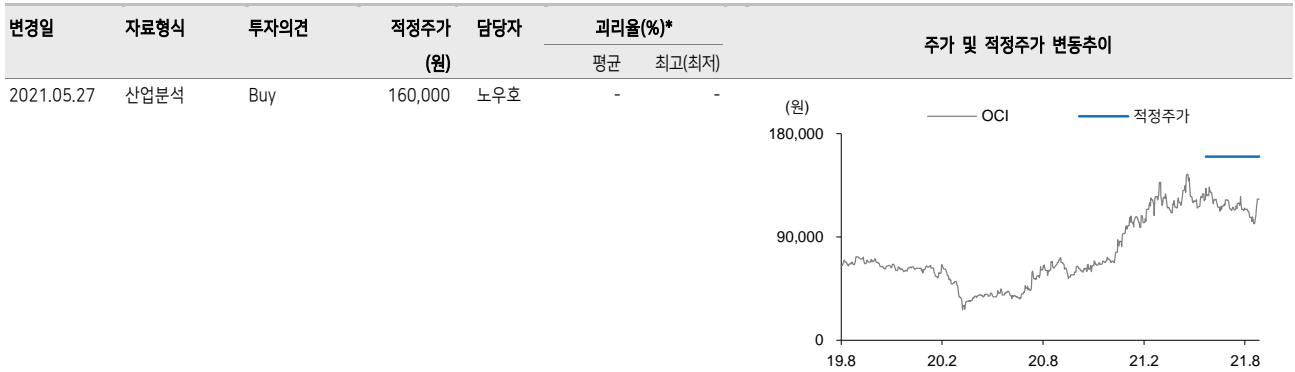 변경일 자료형식 투자의견 적정주가 담당자 괴리율(%)* 주가 및 적정주가 변동추이
(원) 평균 최고(최저)
2021.05.27 산업분석 Buy 160,000 노우호 - -
(원) OCI 적정주가
180,000
90,000
0
19.8 20.2 20.8 21.2 21.8